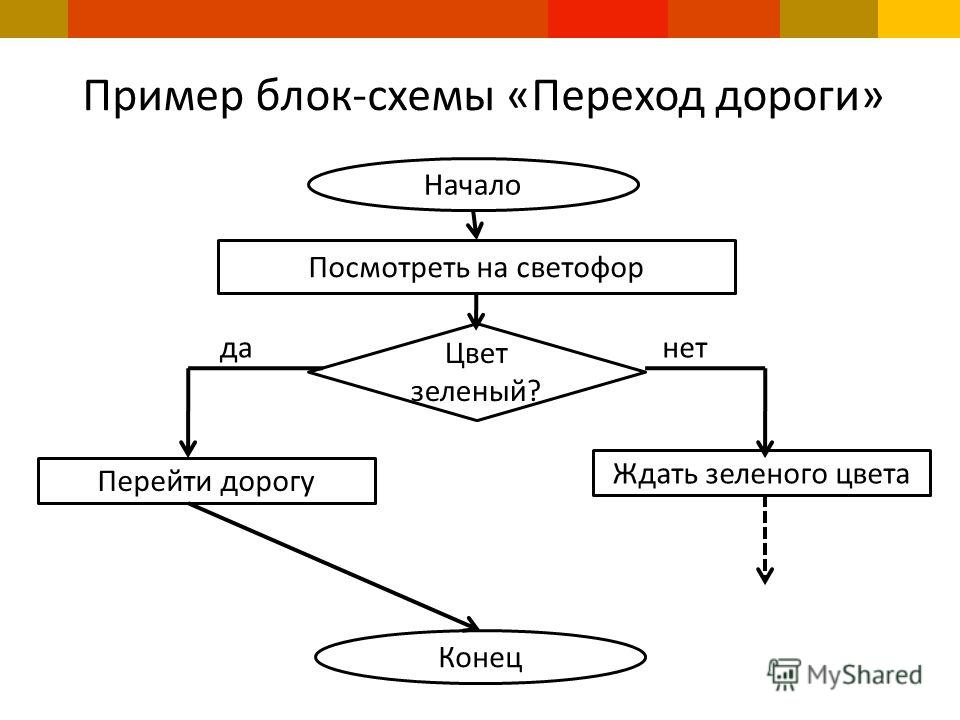 Пример блок-схемы «Переход дороги»
Начало
Посмотреть на светофор
да
нет
Цвет
зеленый?
Перейти дорогу
Ждать зеленого цвета
Конец
MyShared